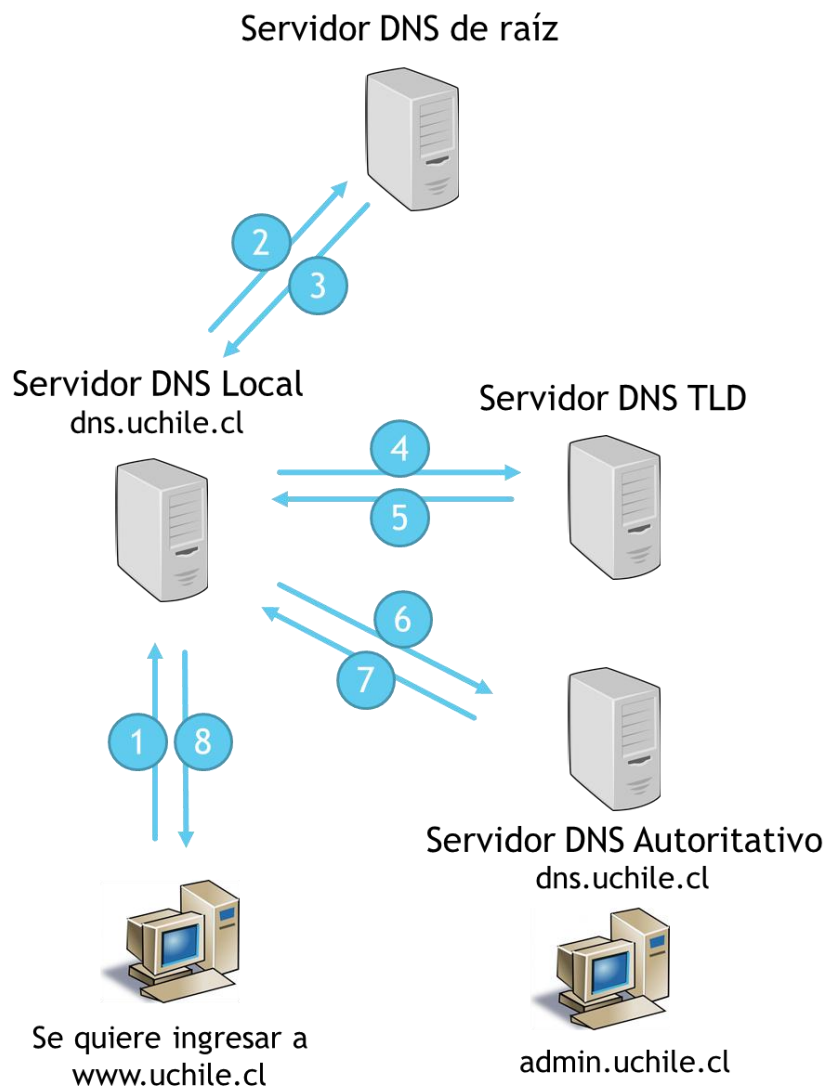 Servidor DNS de raíz
2
3
Servidor DNS Local
dns.uchile.cl
Servidor DNS TLD
4
5
6
7
1
8
Servidor DNS Autoritativo
dns.uchile.cl
Se quiere ingresar a
www.uchile.cl
admin.uchile.cl